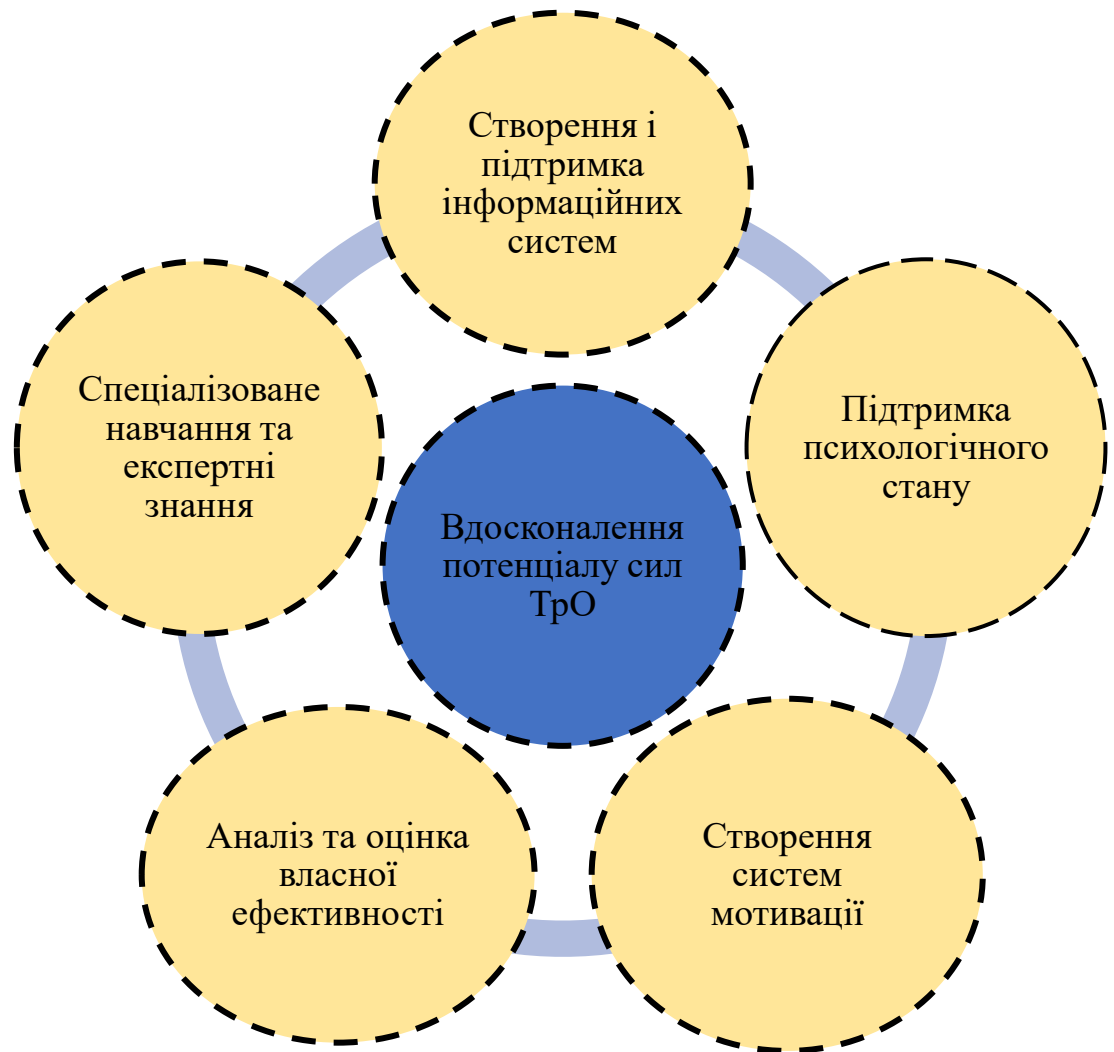 Створення і
підтримка
інформаційних
систем
Підтримка
психологічного
стану
Створення
систем
мотивації
Аналіз та оцінка
власної
ефективності
Спеціалізоване
навчання та
експертні
знання
Вдосконалення
потенціалу сил
ТрО